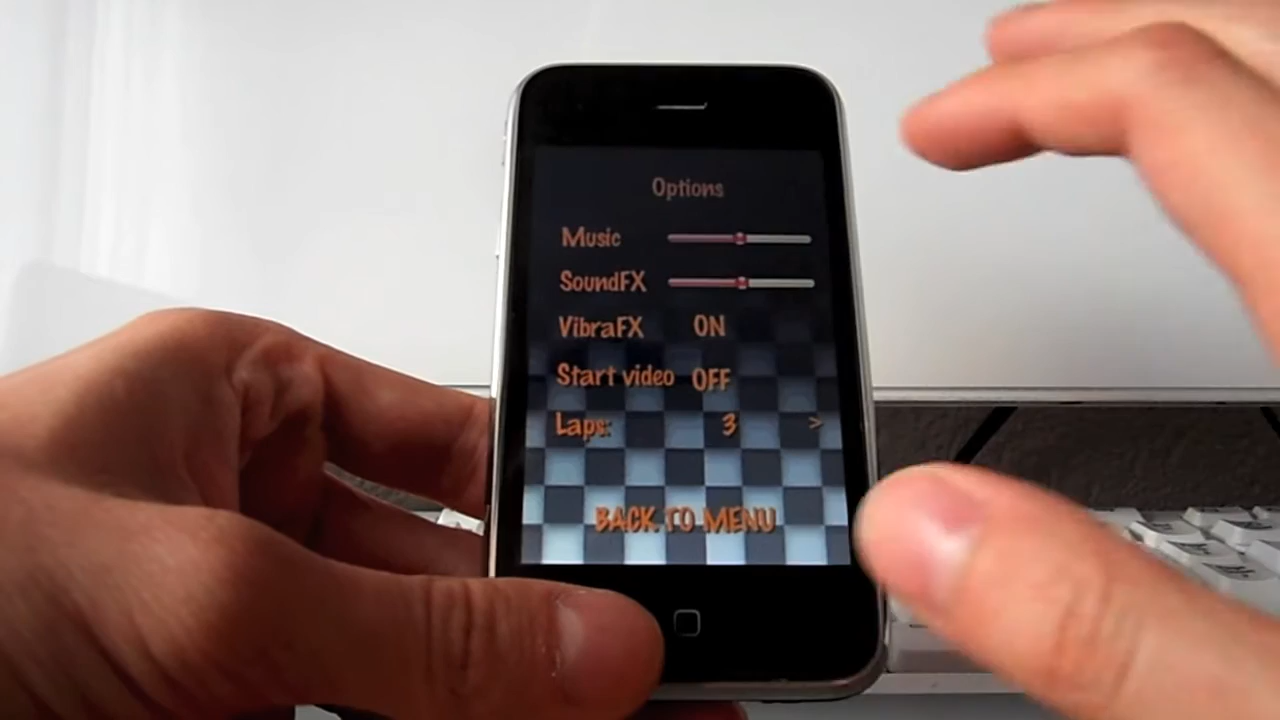 Options
Music
SoundFX
VibraFX ON
Start video OFF
Laps: 3 >
BACK TO MENU